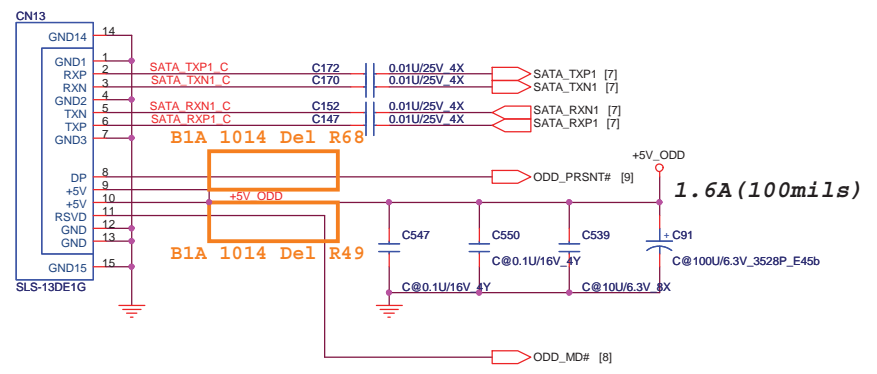 CN13
GND14 14
GND1 1
RXP 2 SATA_TXP1_C C172 0.01U/25V_4X SATA_TXP1 [7]
RXN 3 SATA_TXN1_C C170 0.01U/25V_4X SATA_TXN1 [7]
GND2 4
TXN 5 SATA_RXN1_C C152 0.01U/25V_4X SATA_RXN1 [7]
TXP 6 SATA_RXP1_C C147 0.01U/25V_4X SATA_RXP1 [7]
GND3 7
B1A 1014 Del R68
+5V_ODD
DP 8 ODD_PRSNT# [9]
+5V 9
1.6A(100mils)
+5V 10 +5V_ODD
RSVD 11
GND 12
GND 13
C547 C550 C539 + C91
B1A 1014 Del R49
C@0.1U/16V_4Y C@100U/6.3V_3528P_E45b
GND15 15
SLS-13DE1G
C@0.1U/16V_4Y C@10U/6.3V_8X
ODD_MD# [8]